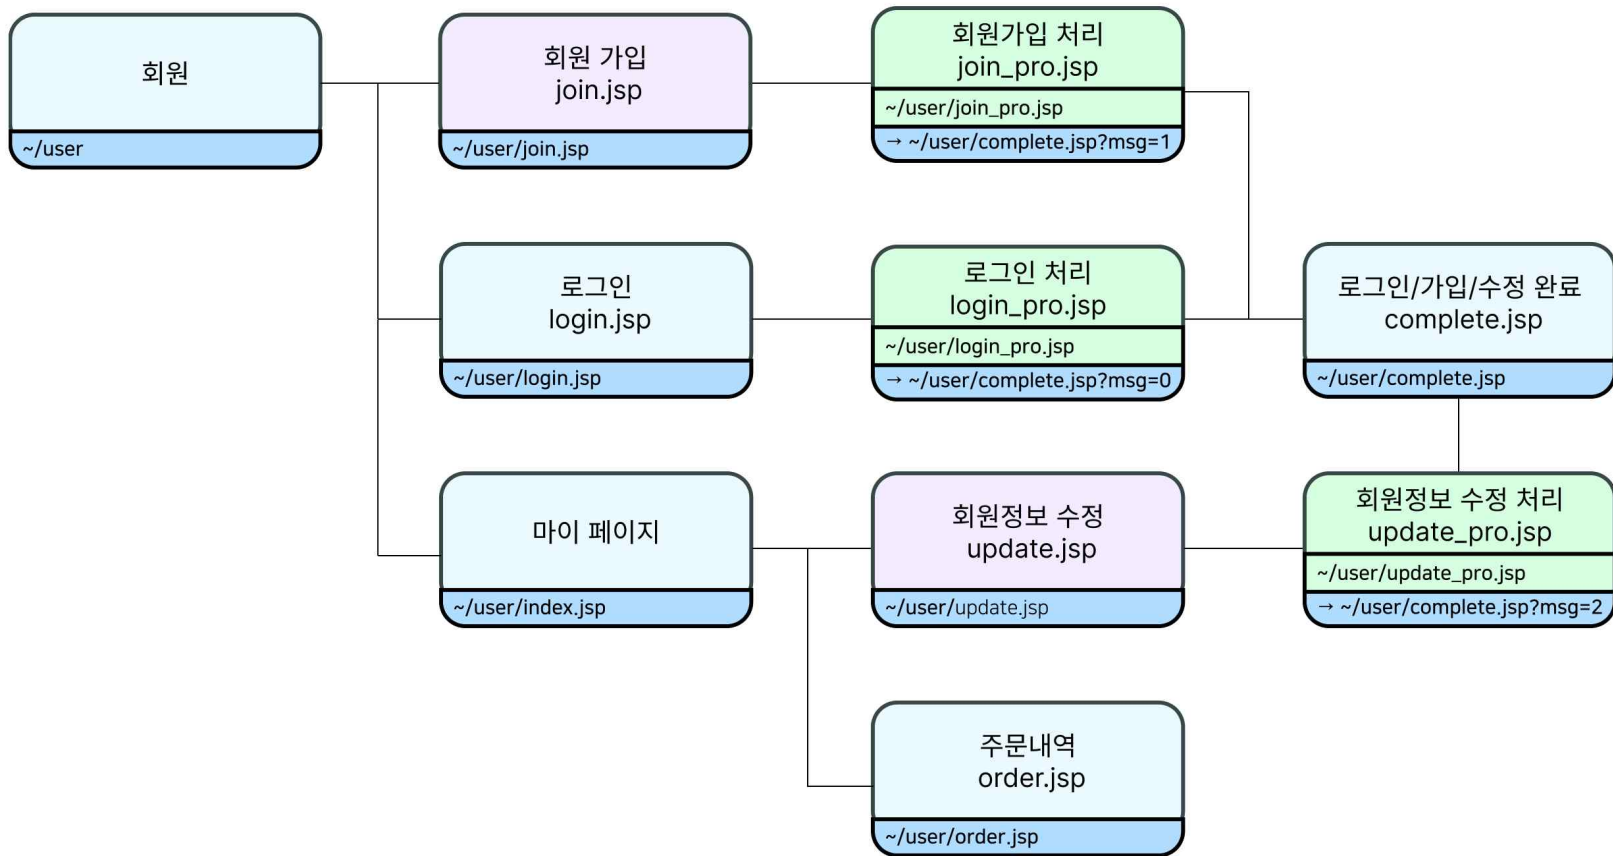 회원
~/user
회원 가입
join.jsp
~/user/join.jsp
회원가입 처리
join_pro.jsp
~/user/join_pro.jsp
→ ~/user/complete.jsp?msg=1
로그인
login.jsp
~/user/login.jsp
로그인 처리
login_pro.jsp
~/user/login_pro.jsp
→ ~/user/complete.jsp?msg=0
로그인/가입/수정 완료
complete.jsp
~/user/complete.jsp
마이 페이지
~/user/index.jsp
회원정보 수정
update.jsp
~/user/update.jsp
회원정보 수정 처리
update_pro.jsp
~/user/update_pro.jsp
→ ~/user/complete.jsp?msg=2
주문내역
order.jsp
~/user/order.jsp